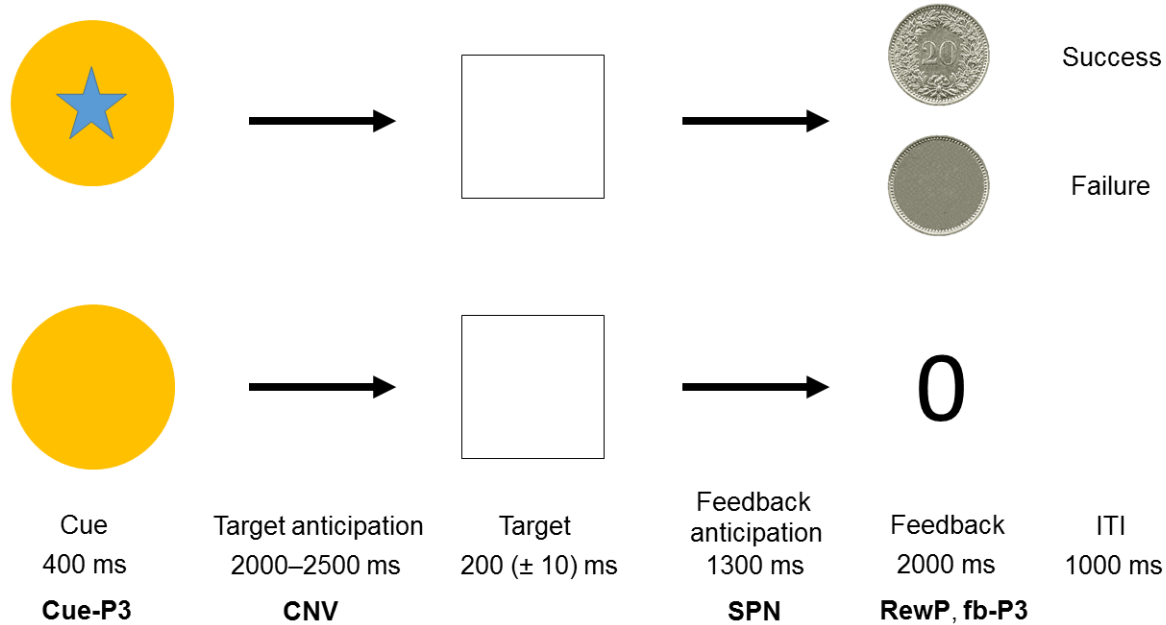 20
Success
Failure
0
Cue
400 ms
Cue-P3
Target anticipation
2000–2500 ms
CNV
Target
200 (± 10) ms
Feedback
anticipation
1300 ms
SPN
Feedback
2000 ms
RewP, fb-P3
ITI
1000 ms